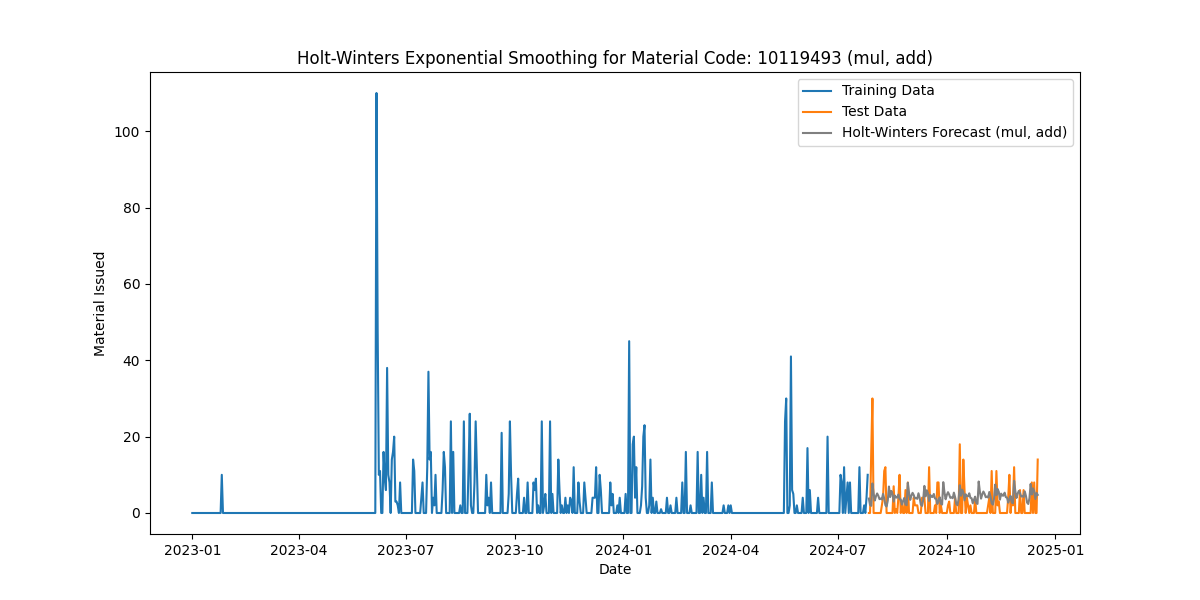 Holt-Winters Exponential Smoothing for Material Code: 10119493 (mul, add)
Training Data
Test Data
Holt-Winters Forecast (mul, add)
Material Issued
100
80
60
40
20
0
2023-01 2023-04 2023-07 2023-10 2024-01 2024-04 2024-07 2024-10 2025-01
Date